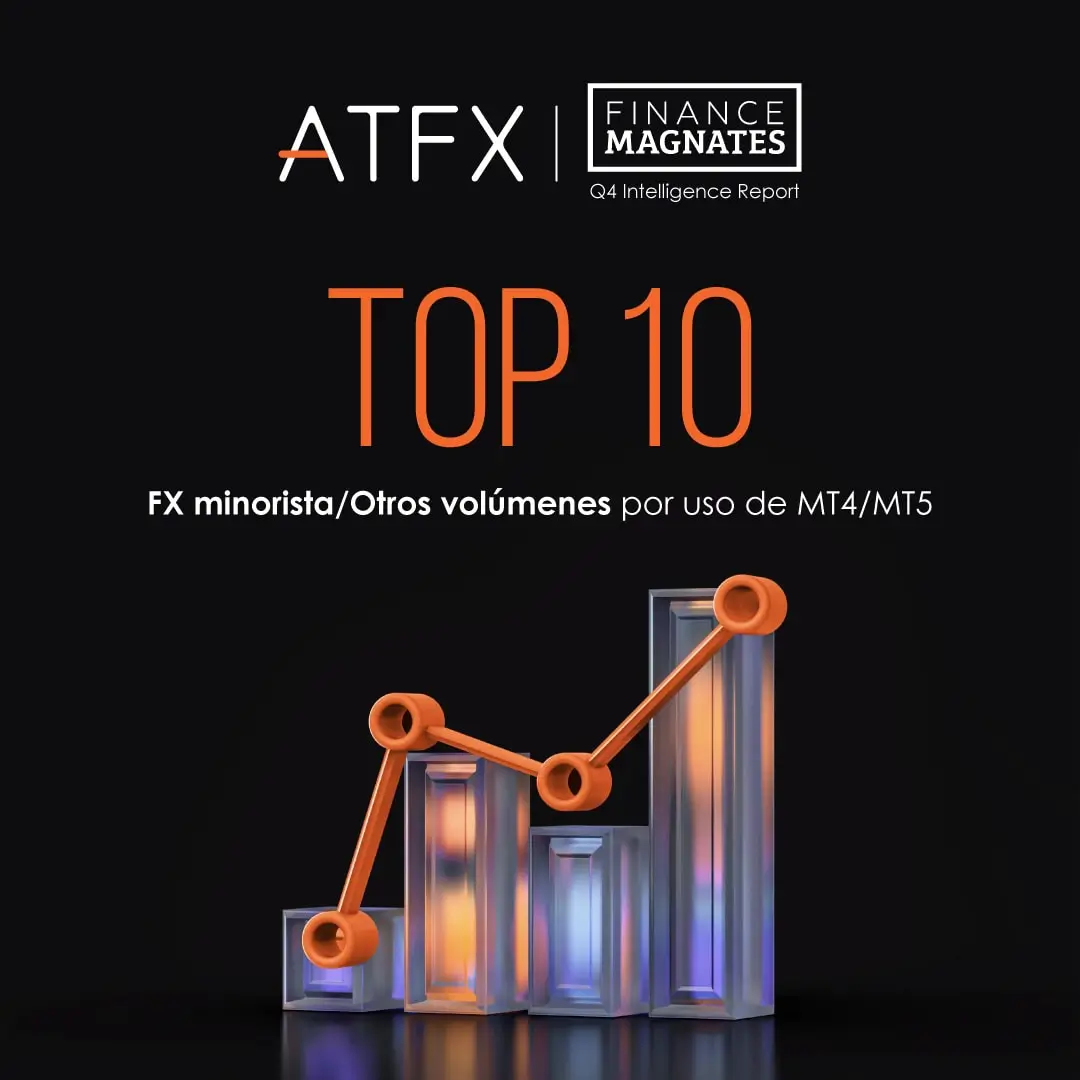 ATFX
FINANCE
MAGNATES
Q4 Intelligence Report
TOP 10
FX minorista/Otros volúmenes por uso de MT4/MT5